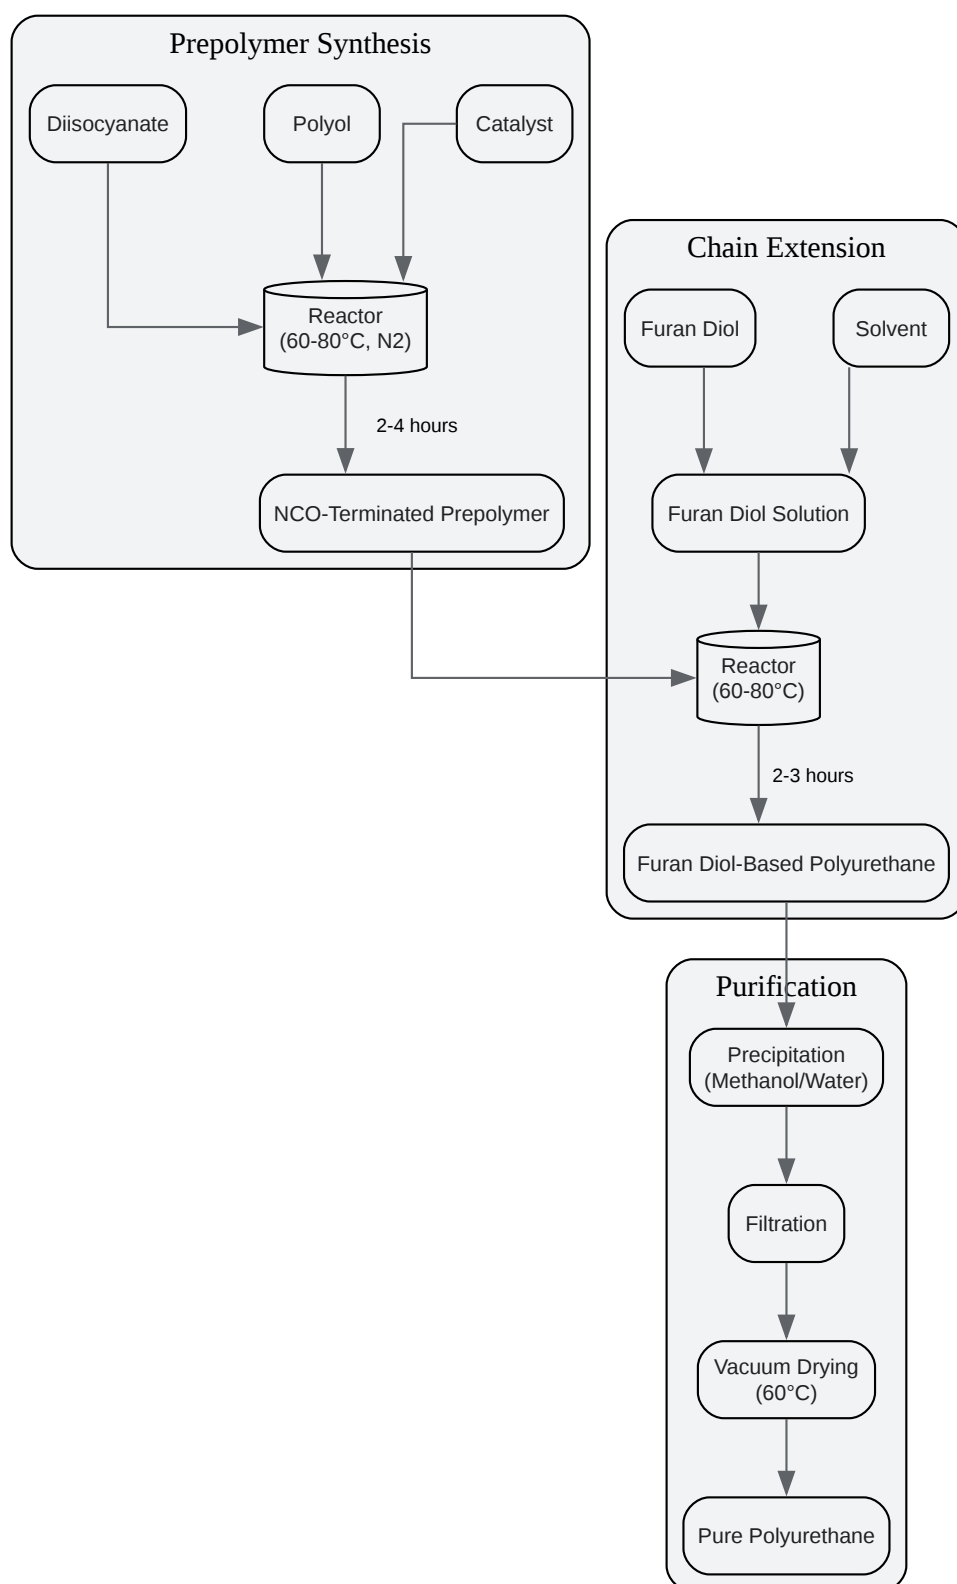 Prepolymer Synthesis
Diisocyanate
Polyol
Catalyst
Reactor
(60-80°C, N2)
2-4 hours
NCO-Terminated Prepolymer
Chain Extension
Furan Diol
Solvent
Furan Diol Solution
Reactor
(60-80°C)
2-3 hours
Furan Diol-Based Polyurethane
Purification
Precipitation
(Methanol/Water)
Filtration
Vacuum Drying
(60°C)
Pure Polyurethane